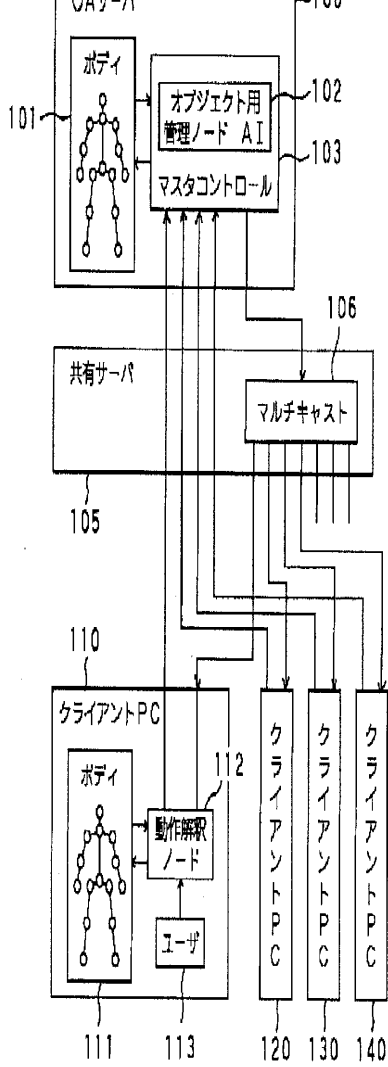 OAサーバ
100
ボディ
101
オブジェクト用
管理ノード AI
102
103
マスタコントロール
106
共有サーバ
マルチキャスト
105
110
クライアントPC
ボディ
112
動作解釈
ノード
ユーザ
111
113
クライアントPC
クライアントPC
クライアントPC
120
130
140